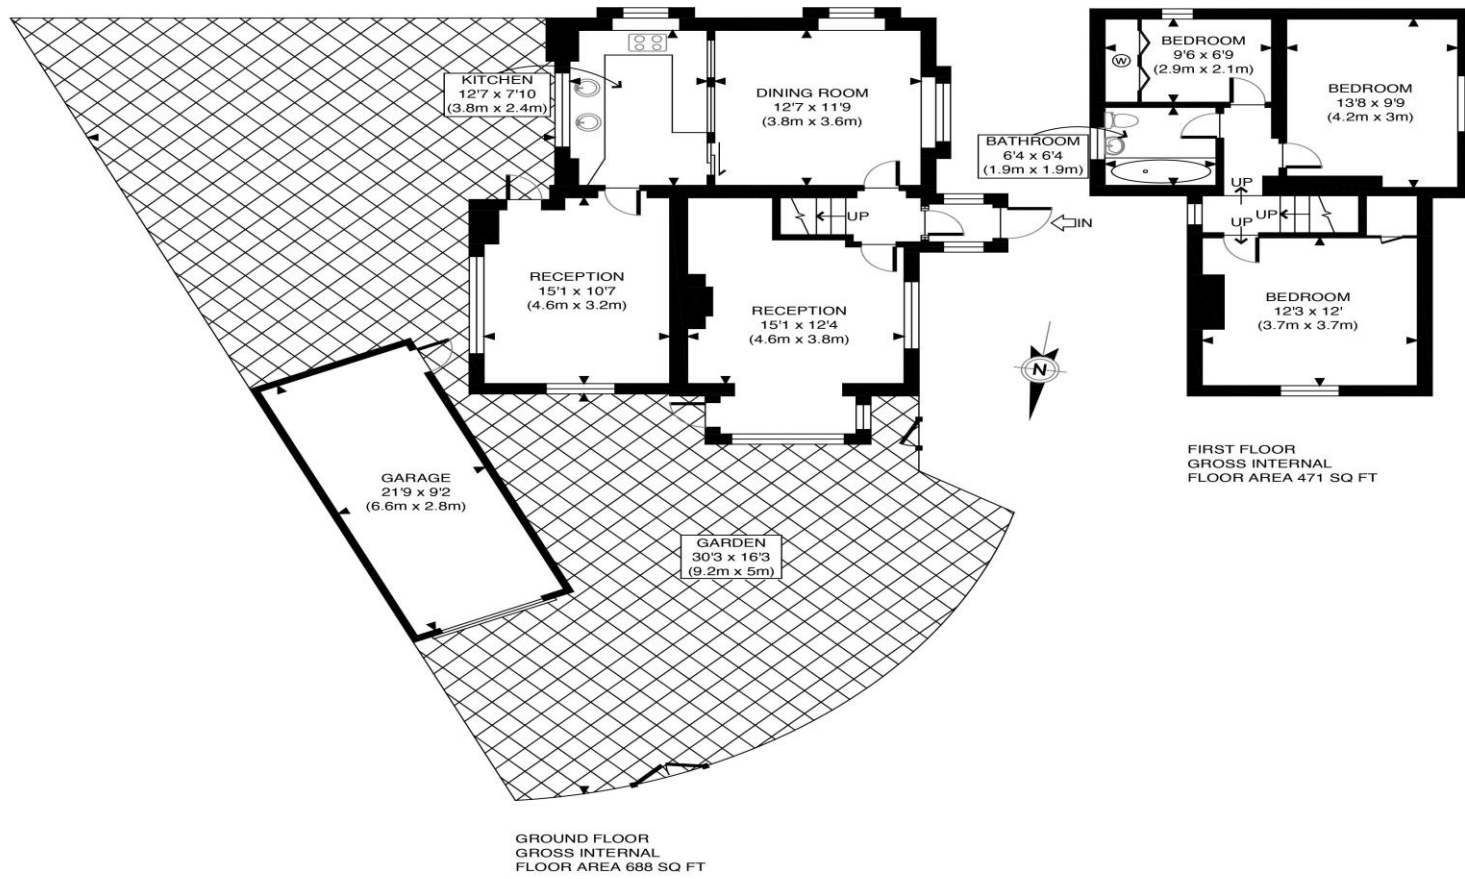 KITCHEN
12'7 x 7'10
(3.8m x 2.4m)
DINING ROOM
12'7 x 11'9
(3.8m x 3.6m)
UP
IN
RECEPTION
15'1 x 10'7
(4.6m x 3.2m)
RECEPTION
15'1 x 12'4
(4.6m x 3.8m)
N
GARAGE
21'9 x 9'2
(6.6m x 2.8m)
GARDEN
30'3 x 16'3
(9.2m x 5m)
GROUND FLOOR
GROSS INTERNAL
FLOOR AREA 688 SQ FT
W
BEDROOM
9'6 x 6'9
(2.9m x 2.1m)
BEDROOM
13'8 x 9'9
(4.2m x 3m)
BATHROOM
6'4 x 6'4
(1.9m x 1.9m)
UP
UP
UP
BEDROOM
12'3 x 12'
(3.7m x 3.7m)
FIRST FLOOR
GROSS INTERNAL
FLOOR AREA 471 SQ FT